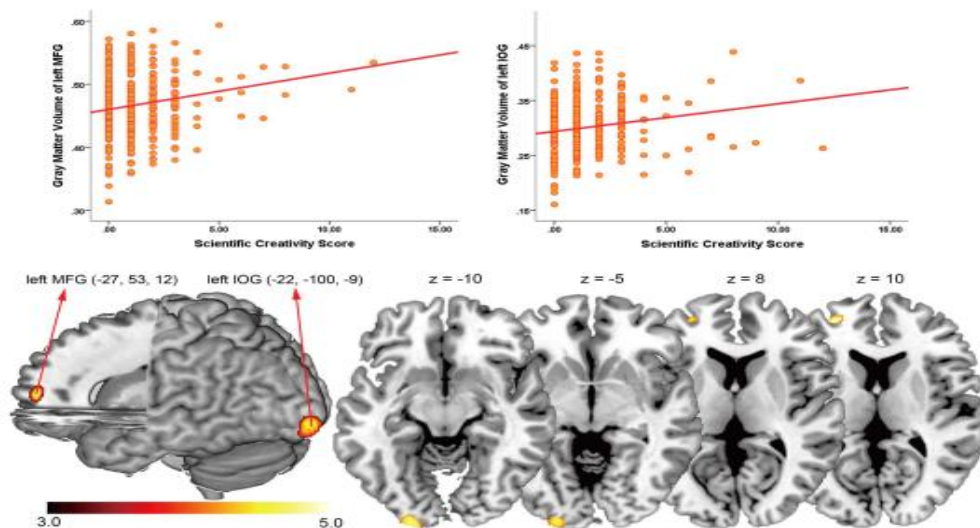 Gray Matter Volume of left MFG
.60
.50
.40
.30
.00
5.00
10.00
15.00
Scientific Creativity Score
Gray Matter Volume of left IOG
.45
.35
.25
.15
.00
5.00
10.00
15.00
Scientific Creativity Score
left MFG (-27, 53, 12)
left IOG (-22, -100, -9)
z = -10
z = -5
z = 8
z = 10
3.0
5.0